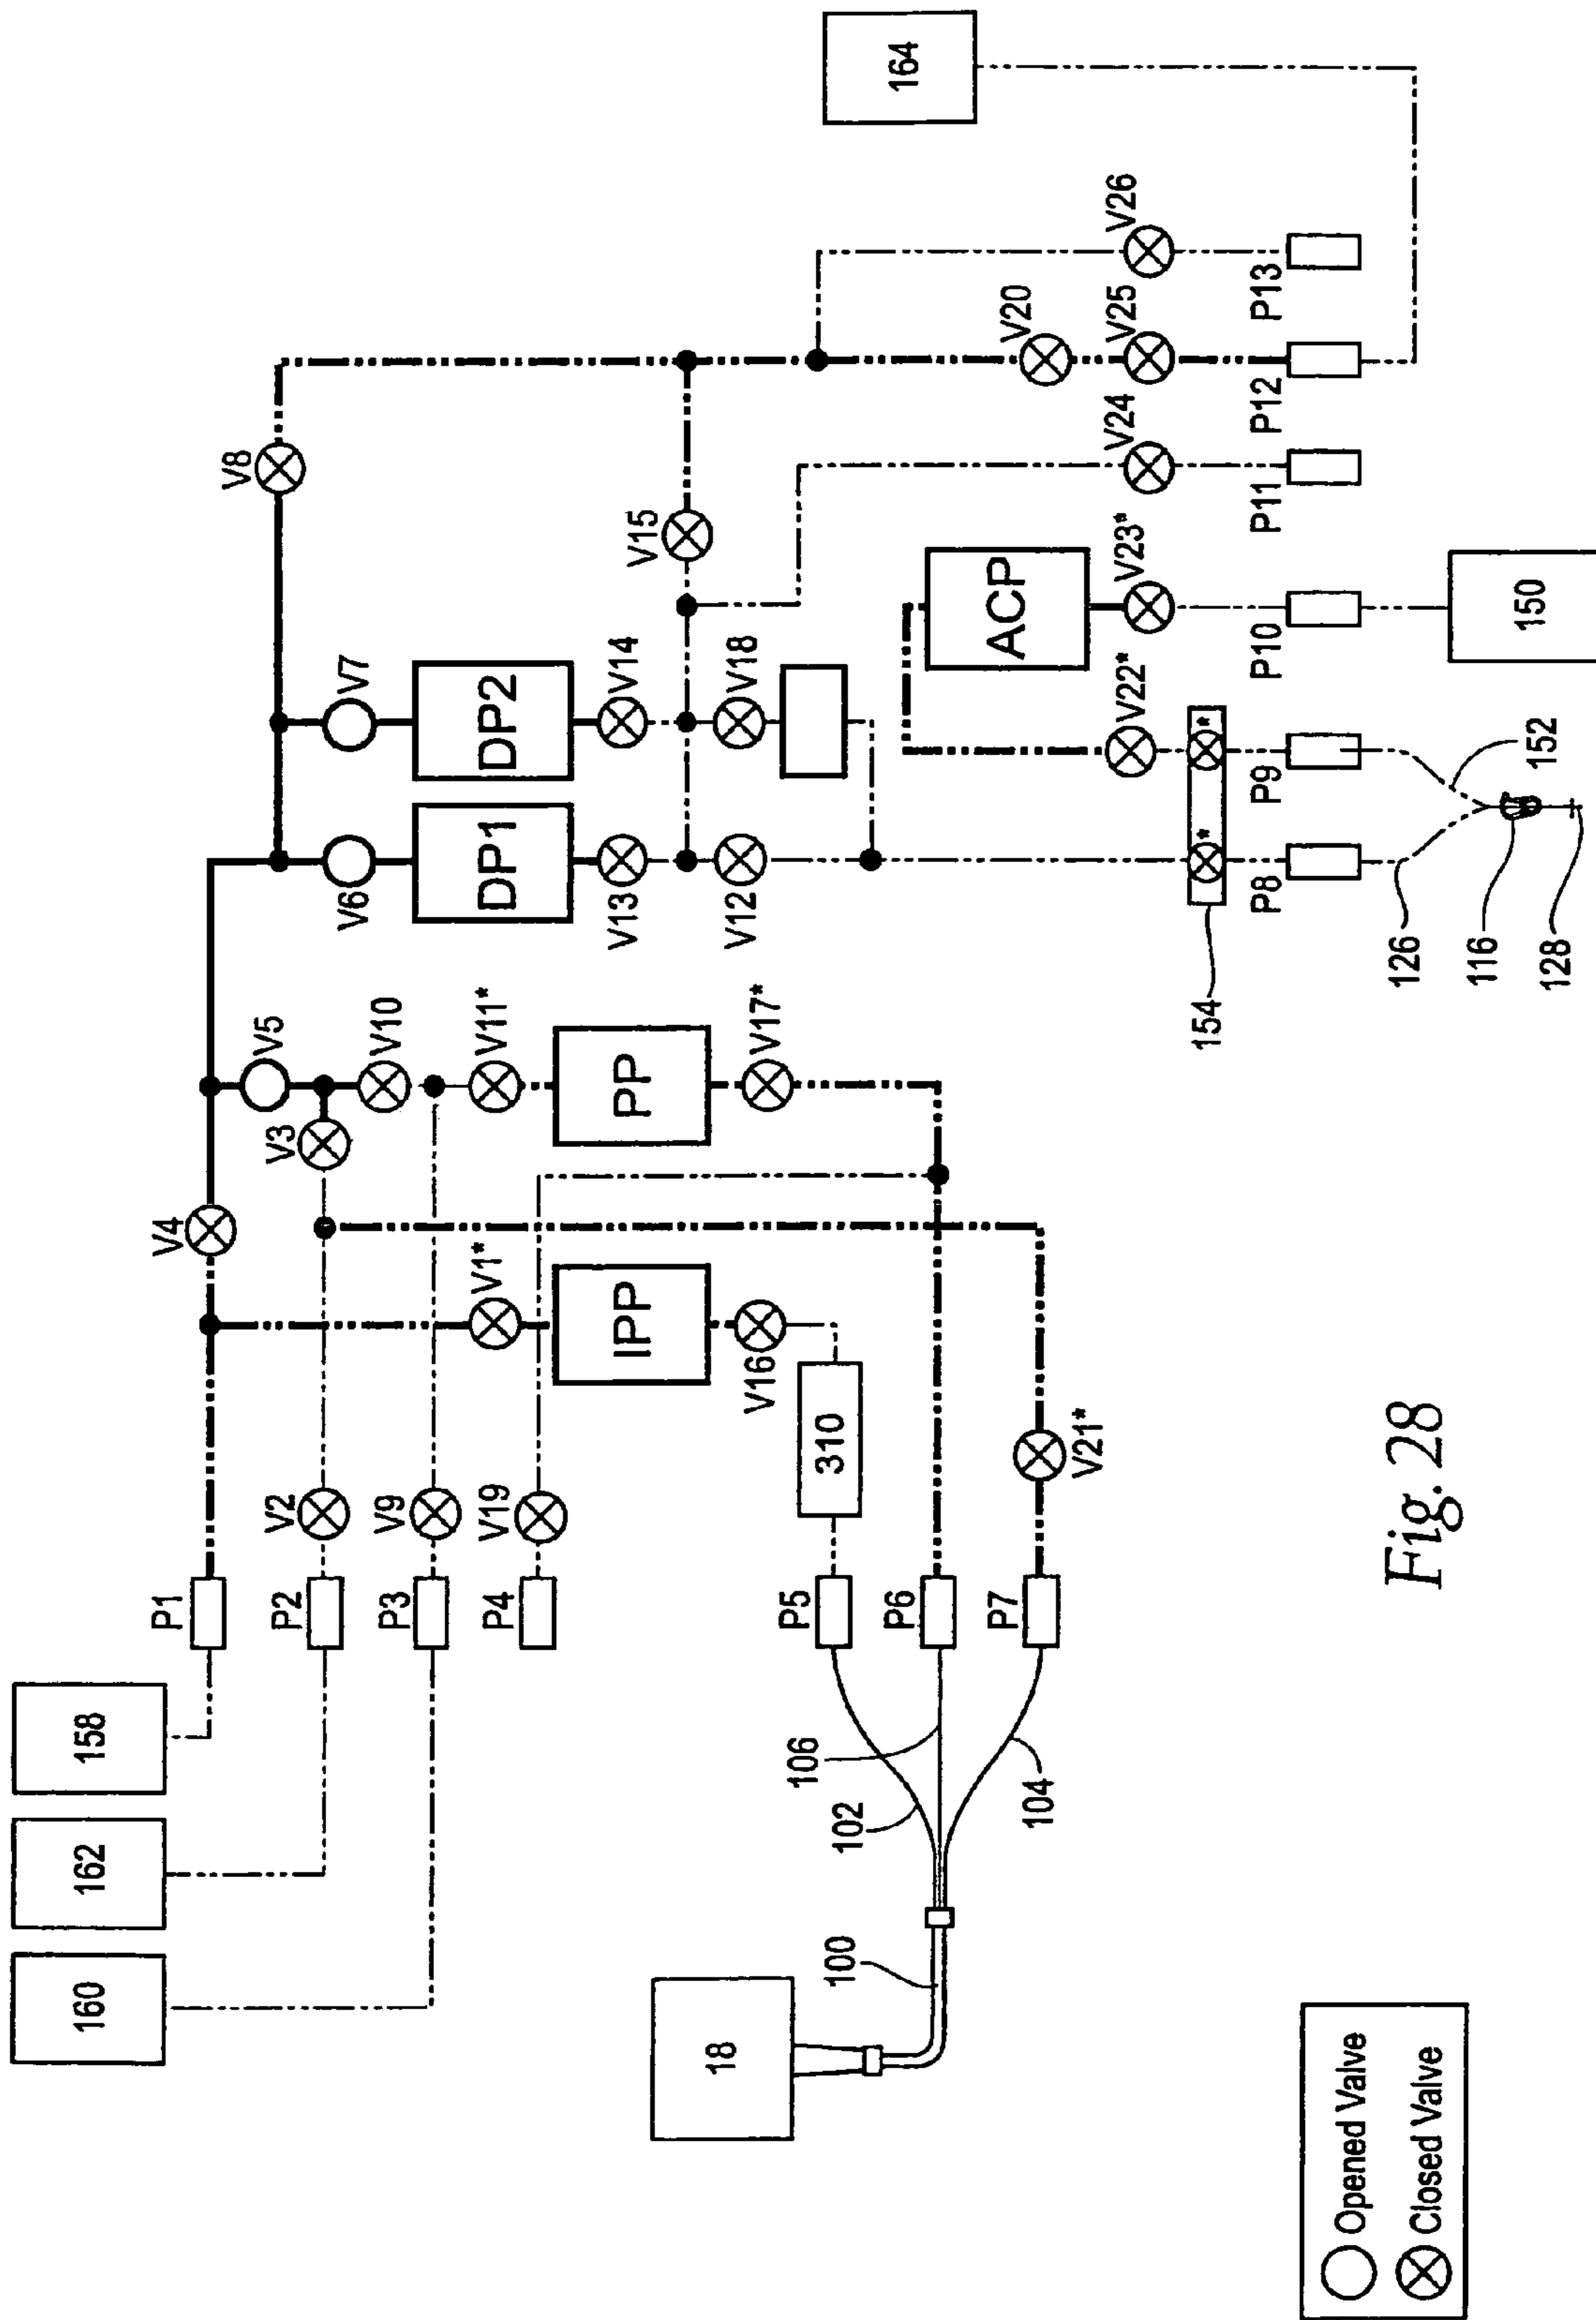 160
162
158
P1
P2
P3
P4
V2
V9
V19
V4
V3
V5
V10
V11*
V1*
IPP
PP
V16
V17*
310
P5
P6
P7
V21*
18
100
102
106
104
V8
V6
V7
DP1
DP2
V13
V14
V15
V12
V18
ACP
V22*
V23*
V24
V20
V25
V26
*
*
154
P8
P9
P10
P11
P12
P13
126
152
116
128
150
164
Opened Valve
Closed Valve
Fig. 28